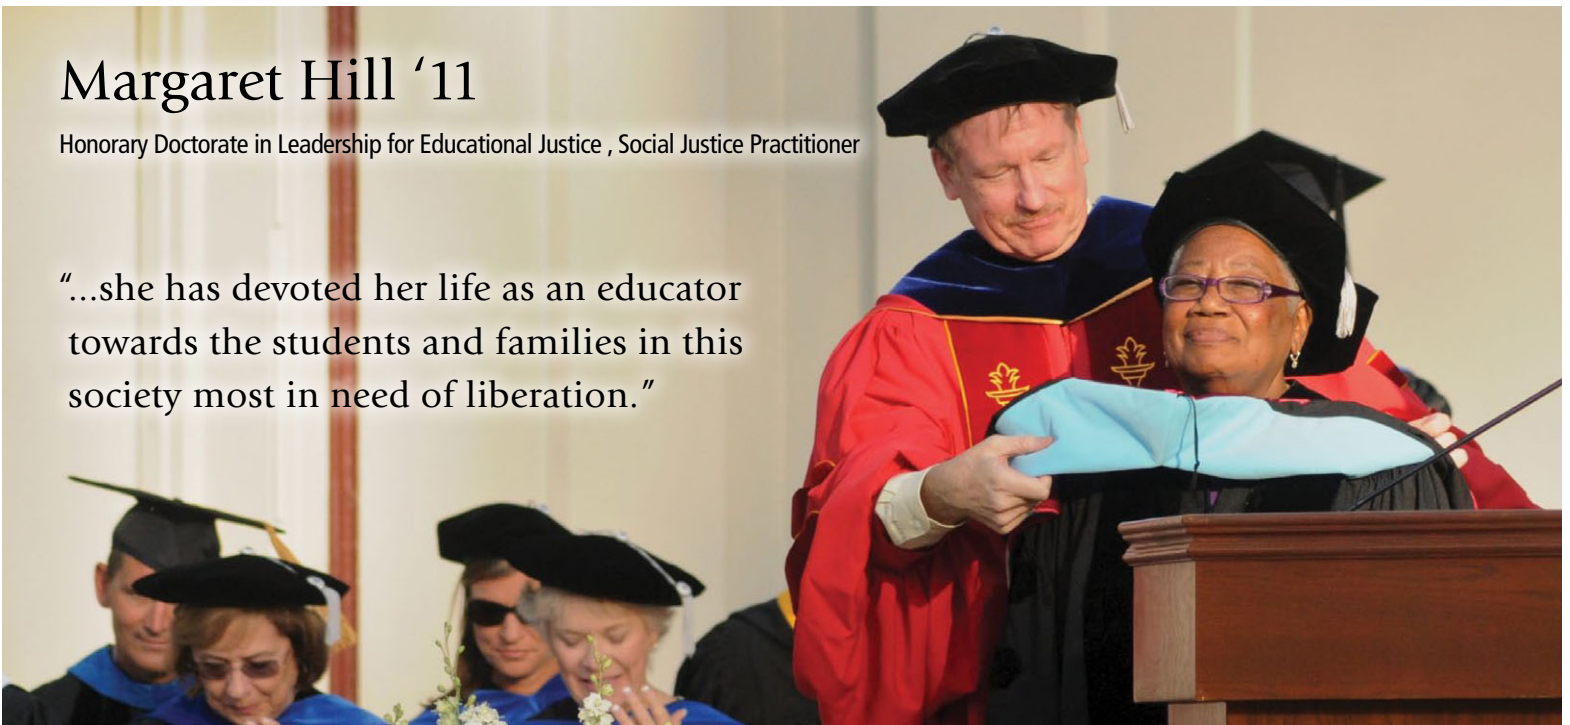 Margaret Hill ‘11
Honorary Doctorate in Leadership for Educational Justice , Social Justice Practitioner
“...she has devoted her life as an educator
towards the students and families in this
society most in need of liberation.”